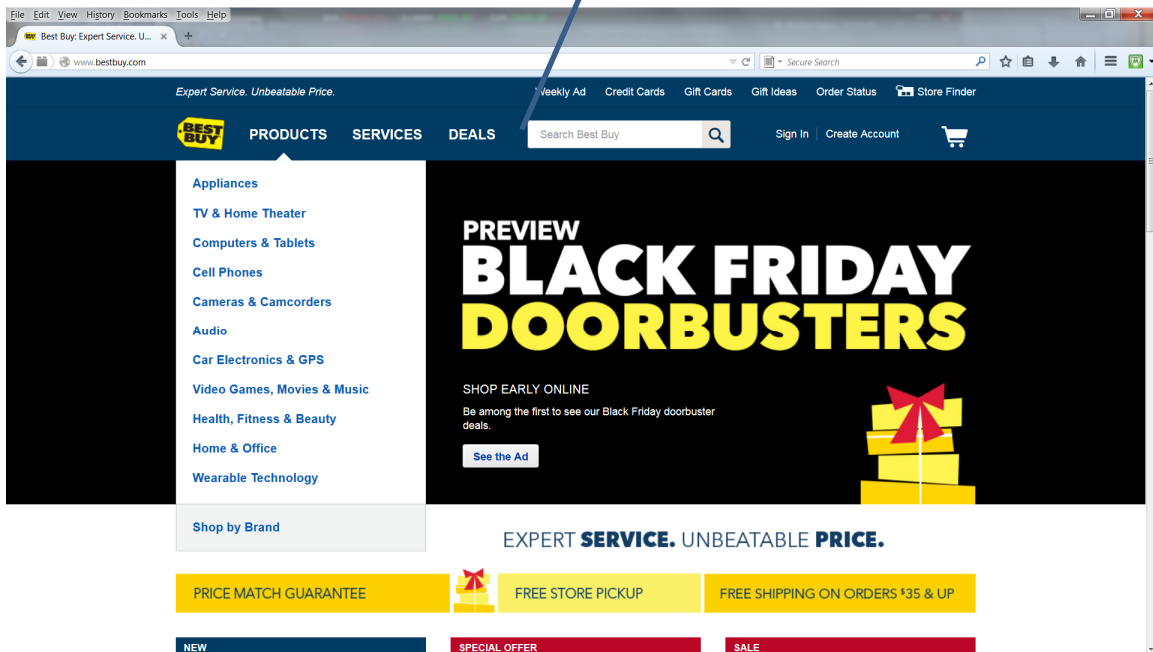 File Edit View History Bookmarks Tools Help
Best Buy: Expert Service. U...
www.bestbuy.com
Secure Search
Expert Service. Unbeatable Price.
Weekly Ad Credit Cards Gift Cards Gift Ideas Order Status Store Finder
BEST BUY
PRODUCTS SERVICES DEALS
Search Best Buy
Sign In Create Account
Appliances
TV & Home Theater
Computers & Tablets
Cell Phones
Cameras & Camcorders
Audio
Car Electronics & GPS
Video Games, Movies & Music
Health, Fitness & Beauty
Home & Office
Wearable Technology
Shop by Brand
PREVIEW
BLACK FRIDAY
DOORBUSTERS
SHOP EARLY ONLINE
Be among the first to see our Black Friday doorbuster
deals.
See the Ad
EXPERT SERVICE. UNBEATABLE PRICE.
PRICE MATCH GUARANTEE
FREE STORE PICKUP
FREE SHIPPING ON ORDERS $35 & UP
NEW
SPECIAL OFFER
SALE